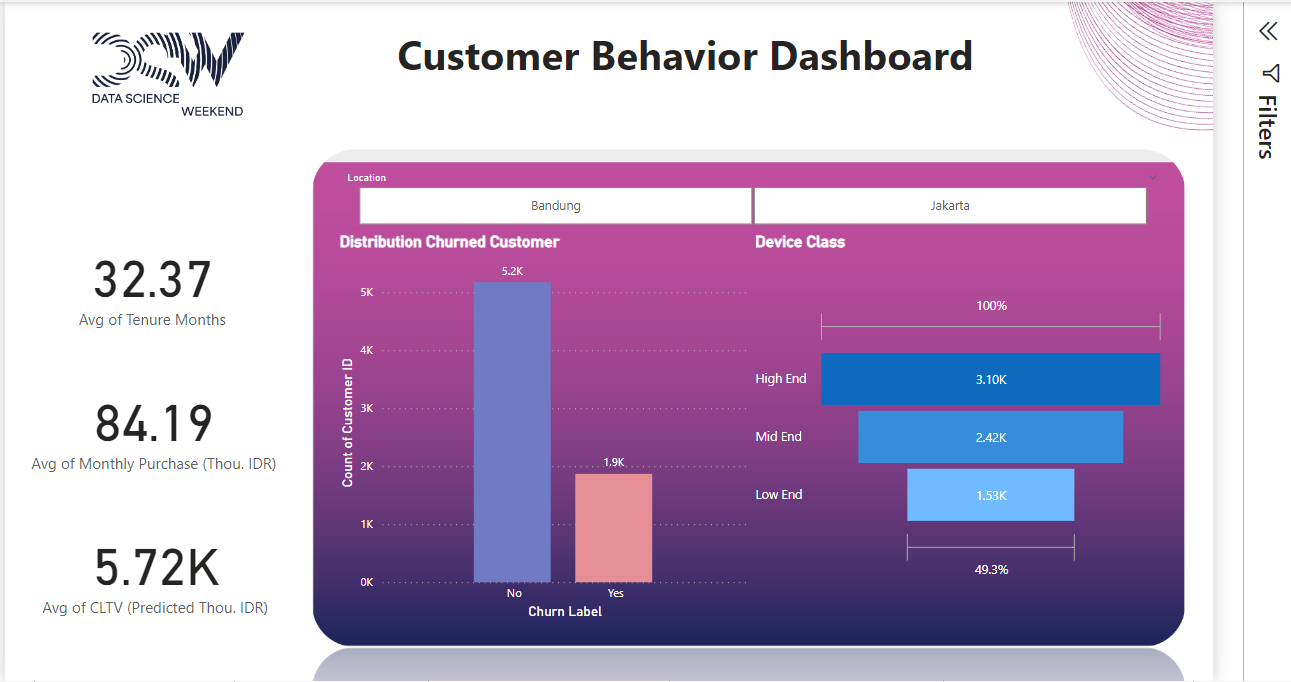 DSW
DATA SCIENCE
WEEKEND
Customer Behavior Dashboard
Filters
32.37
Avg of Tenure Months
84.19
Avg of Monthly Purchase (Thou. IDR)
5.72K
Avg of CLTV (Predicted Thou. IDR)
Location
Bandung
Jakarta
Distribution Churned Customer
Count of Customer ID
5K
4K
3K
2K
1K
0K
5.2K
1.9K
No
Yes
Churn Label
Device Class
100%
High End
3.10K
Mid End
2.42K
Low End
1.53K
49.3%